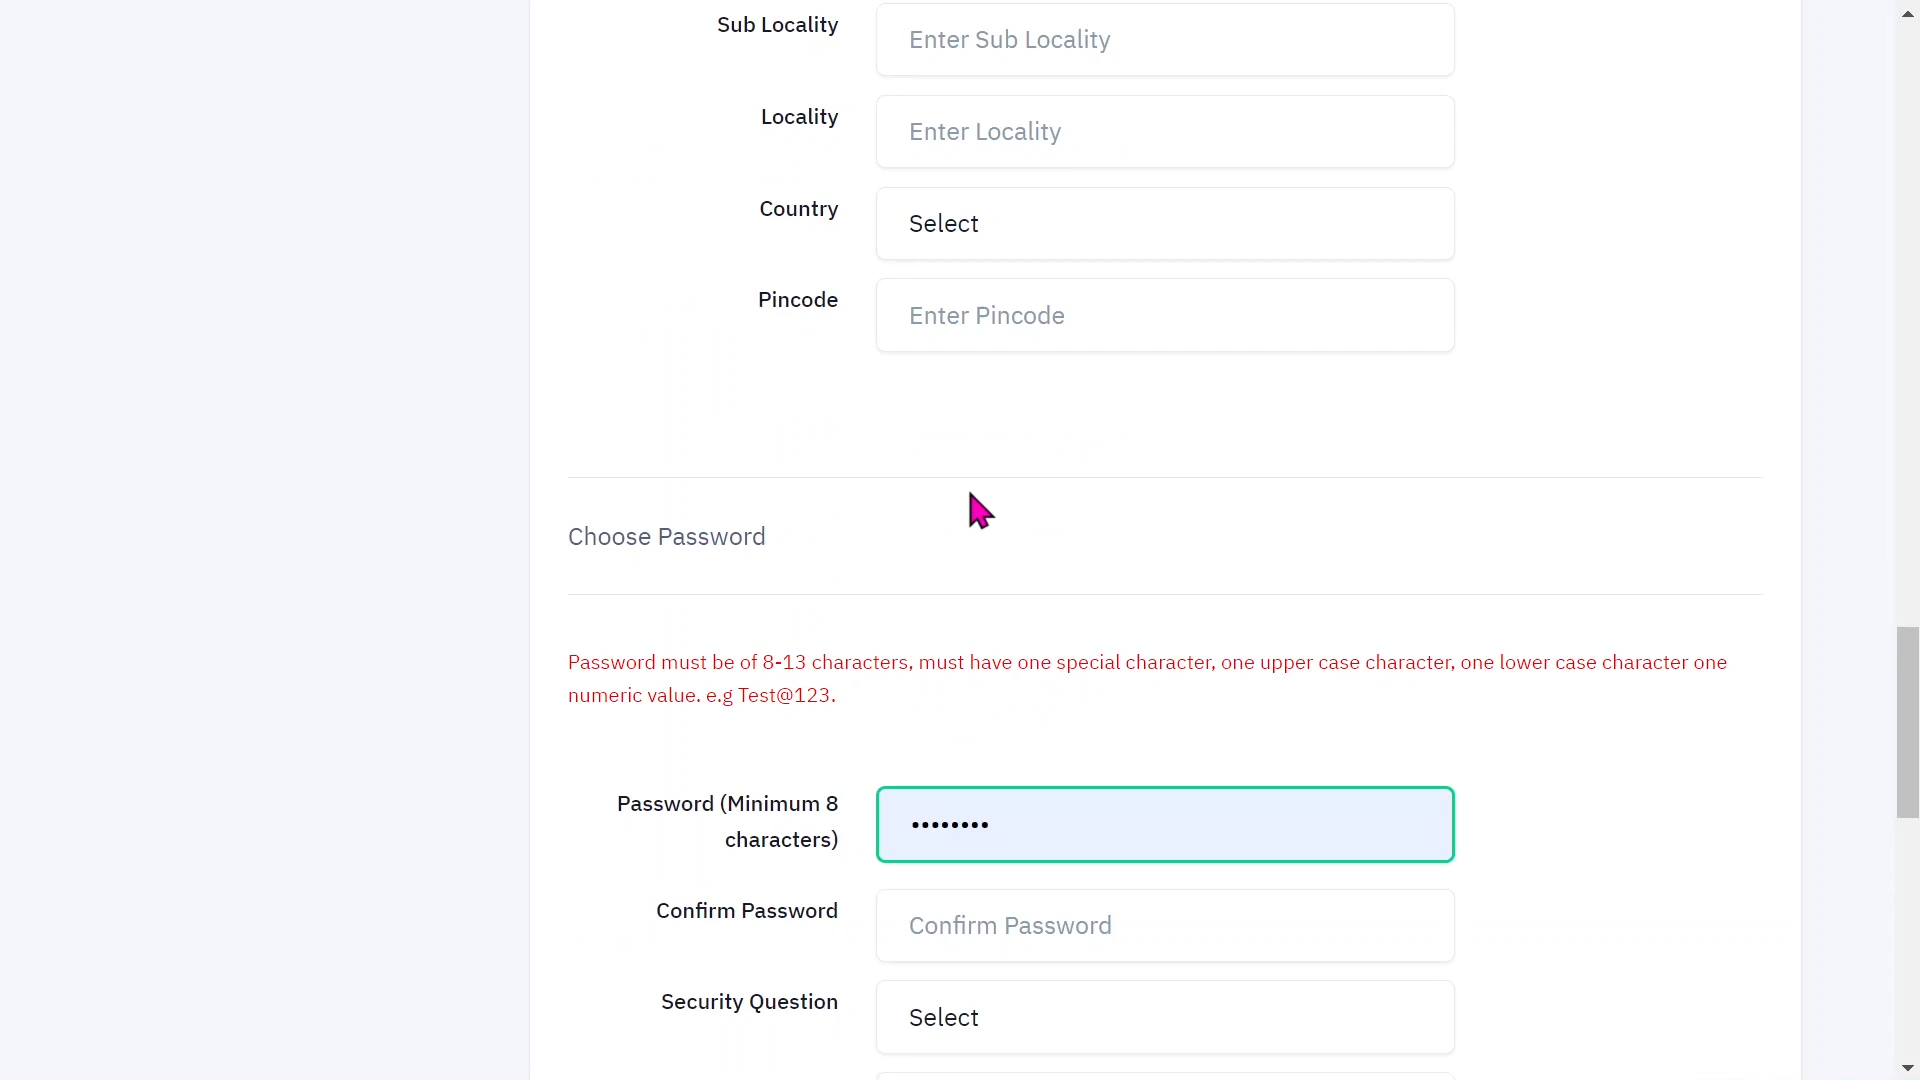 Sub Locality
Enter Sub Locality
Locality
Enter Locality
Country
Select
Pincode
Enter Pincode
Choose Password
Password must be of 8-13 characters, must have one special character, one upper case character, one lower case character one
numeric value. e.g Test@123.
Password (Minimum 8
characters)
••••••••
Confirm Password
Confirm Password
Security Question
Select